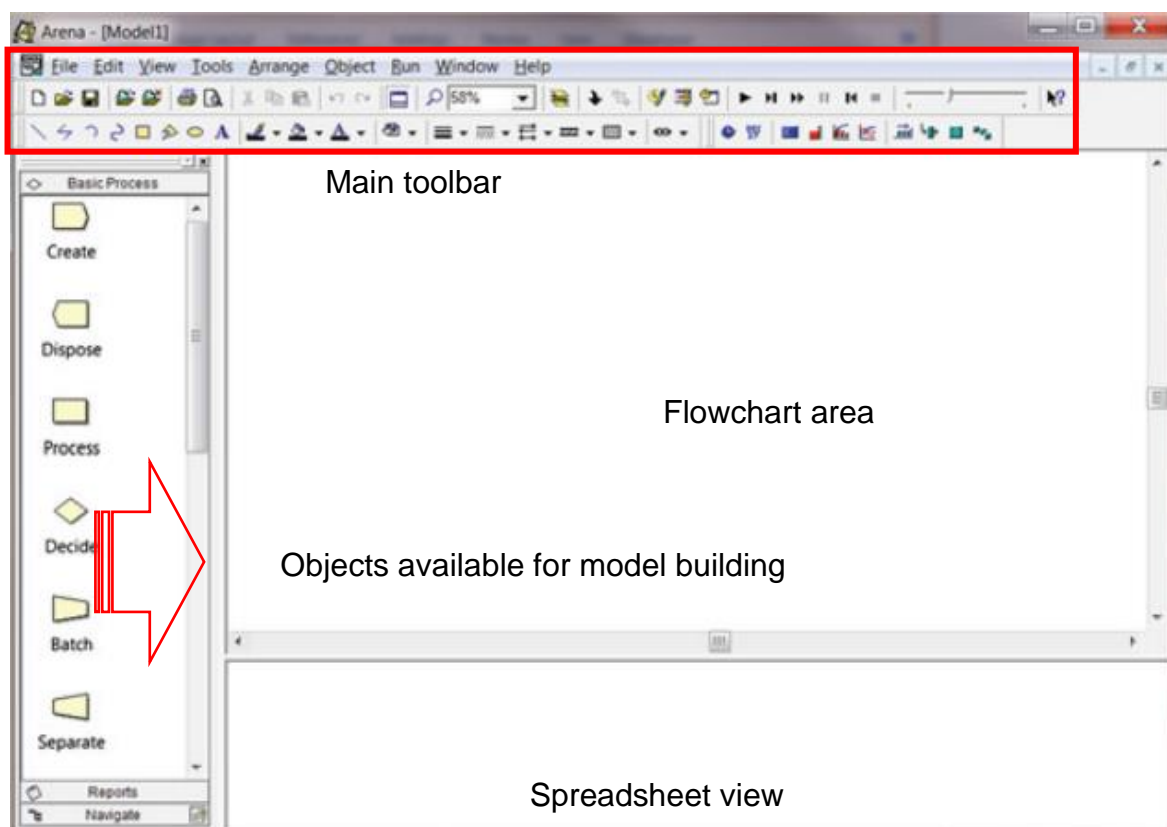 Arena - [Model1]
File Edit View Tools Arrange Object Run Window Help
58%
A A
Basic Process
Main toolbar
Create
Dispose
Flowchart area
Process
Decide
Objects available for model building
Batch
Separate
Spreadsheet view
Reports
Navigate